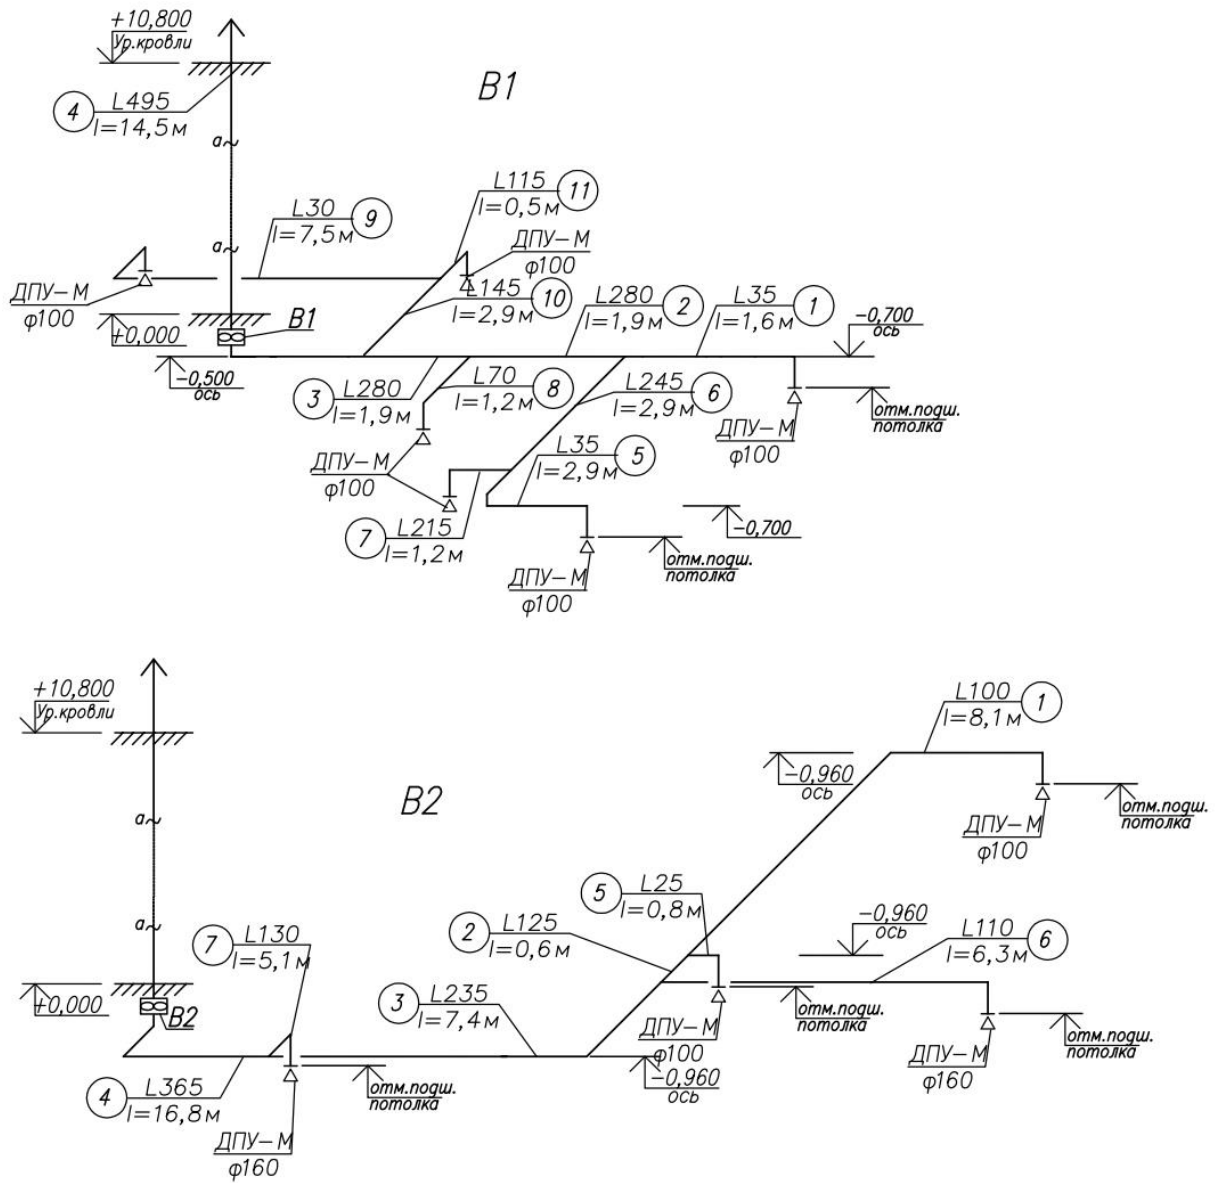 +10,800
Ур.кровли
В1
4
L495
l=14,5м
a
L115
11
l=0,5м
L30
9
l=7,5м
a
ДПУ-М
φ100
ДПУ-М
φ100
L145
10
l=2,9м
L280
2
l=1,9м
L35
1
l=1,6м
В1
+0,000
-0,700
ось
-0,500
ось
3
L280
l=1,9м
L70
8
l=1,2м
L245
6
l=2,9м
отм.подш.
потолка
ДПУ-М
φ100
ДПУ-М
φ100
L35
5
l=2,9м
7
L215
l=1,2м
-0,700
отм.подш.
потолка
ДПУ-М
φ100
+10,800
Ур.кровли
L100
1
l=8,1м
-0,960
ось
В2
a
отм.подш.
потолка
ДПУ-М
φ100
5
L25
l=0,8м
a
7
L130
l=5,1м
2
L125
l=0,6м
-0,960
ось
L110
6
l=6,3м
+0,000
В2
3
L235
l=7,4м
отм.подш.
потолка
ДПУ-М
φ100
отм.подш.
потолка
ДПУ-М
φ160
4
L365
l=16,8м
отм.подш.
потолка
-0,960
ось
ДПУ-М
φ160